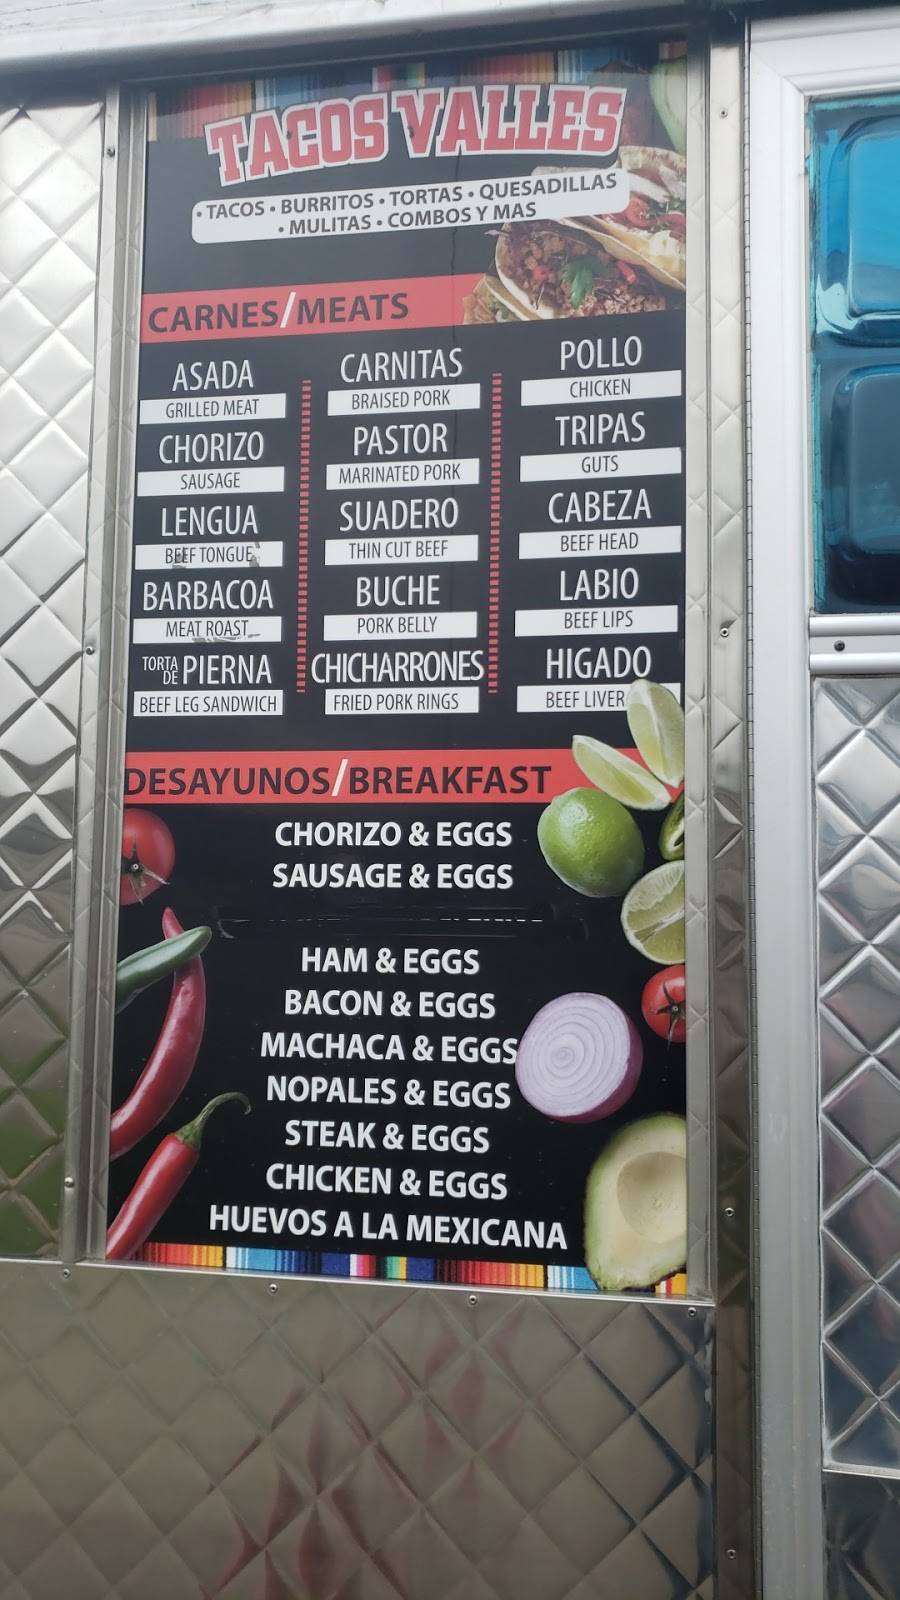 TACOS VALLES
• TACOS • BURRITOS • TORTAS • QUESADILLAS
• MULITAS • COMBOS Y MAS
CARNES/MEATS
ASADA
GRILLED MEAT
CHORIZO
SAUSAGE
LENGUA
BEEF TONGUE
BARBACOA
MEAT ROAST
TORTA DE PIERNA
BEEF LEG SANDWICH
CARNITAS
BRAISED PORK
PASTOR
MARINATED PORK
SUADERO
THIN CUT BEEF
BUCHE
PORK BELLY
CHICHARRONES
FRIED PORK RINGS
POLLO
CHICKEN
TRIPAS
GUTS
CABEZA
BEEF HEAD
LABIO
BEEF LIPS
HIGADO
BEEF LIVER
DESAYUNOS/BREAKFAST
CHORIZO & EGGS
SAUSAGE & EGGS
HAM & EGGS
BACON & EGGS
MACHACA & EGGS
NOPALES & EGGS
STEAK & EGGS
CHICKEN & EGGS
HUEVOS A LA MEXICANA